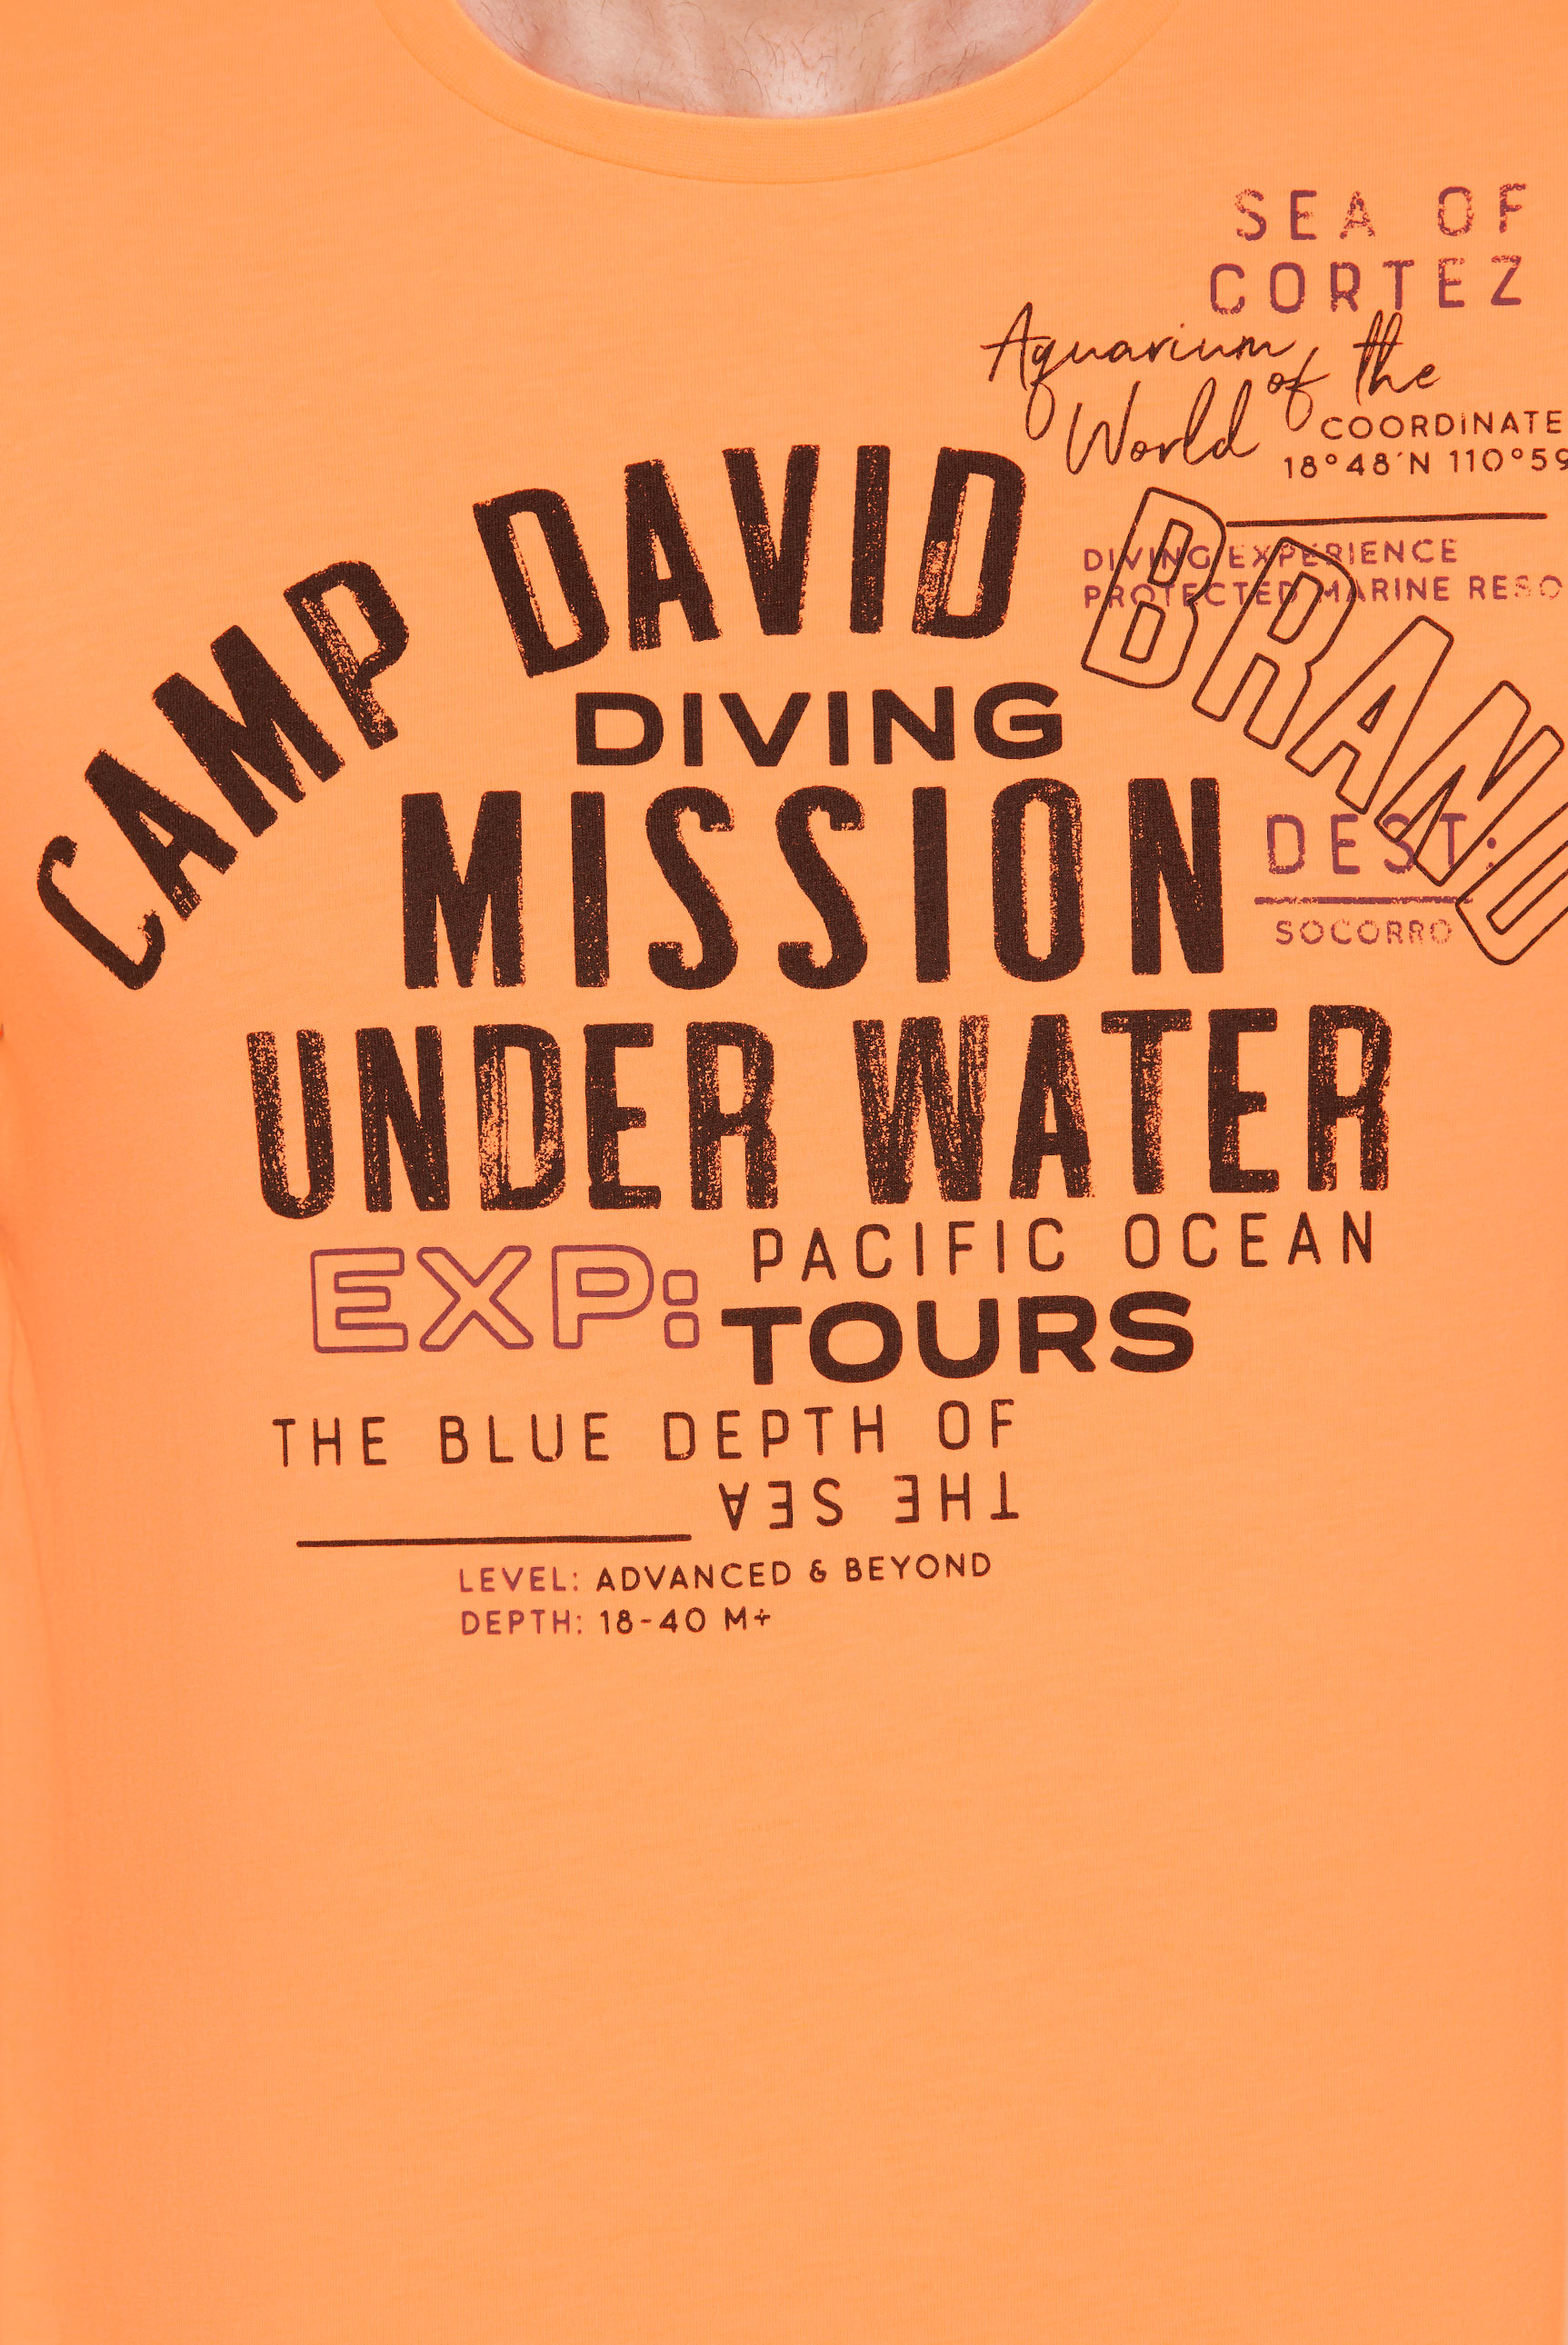 SEA OF
CORTEZ
Aquarium of the
World
COORDINATE
18°48´N 110°59
DIVING EXPERIENCE
PROTECTED MARINE RESO
CAMP DAVID
BRAND
DIVING
MISSION
DEST:
SOCORRO
UNDER WATER
EXP: PACIFIC OCEAN
TOURS
THE BLUE DEPTH OF
THE SEA
LEVEL: ADVANCED & BEYOND
DEPTH: 18-40 M+